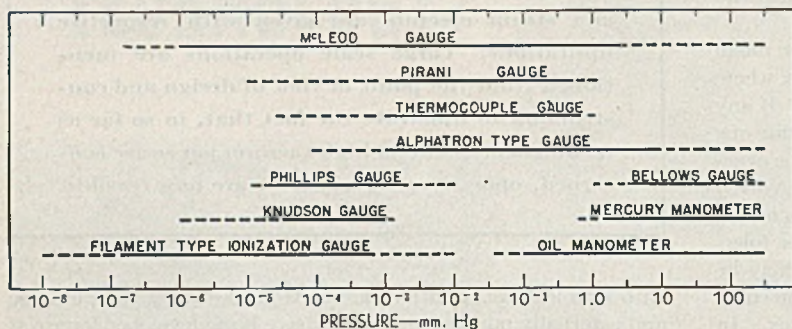 McLEOD GAUGE
PIRANI GAUGE
THERMOCOUPLE GAUGE
ALPHATRON TYPE GAUGE
PHILLIPS GAUGE BELLOWS GAUGE
KNUDSON GAUGE MERCURY MANOMETER
FILAMENT TYPE IONIZATION GAUGE OIL MANOMETER
10⁻⁸ 10⁻⁷ 10⁻⁶ 10⁻⁵ 10⁻⁴ 10⁻³ 10⁻² 10⁻¹ 1 10 100
PRESSURE—mm. Hg